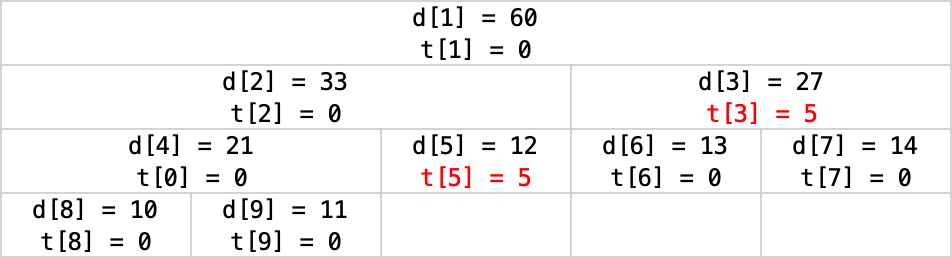 d[1] = 60
t[1] = 0
d[2] = 33
t[2] = 0
d[3] = 27
t[3] = 5
d[4] = 21
t[0] = 0
d[5] = 12
t[5] = 5
d[6] = 13
t[6] = 0
d[7] = 14
t[7] = 0
d[8] = 10
t[8] = 0
d[9] = 11
t[9] = 0